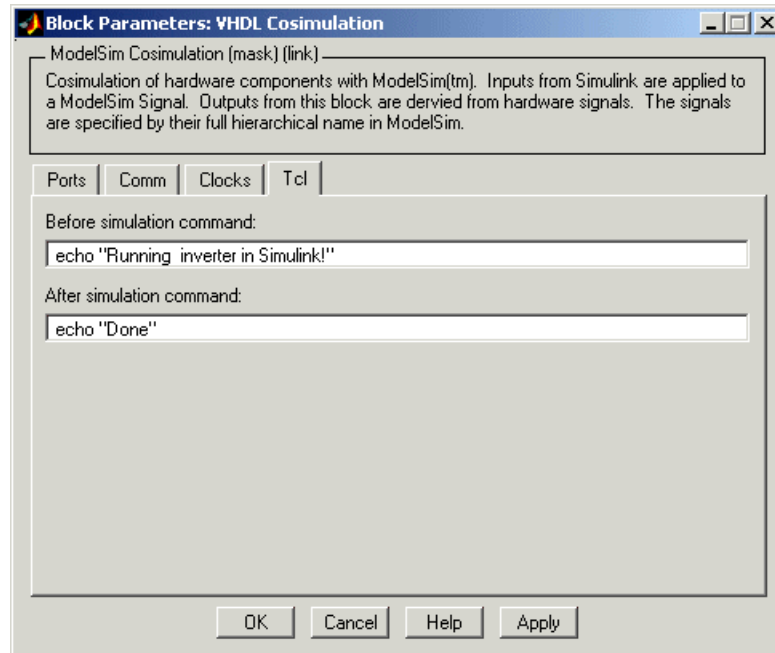 Block Parameters: VHDL Cosimulation
ModelSim Cosimulation (mask) (link)
Cosimulation of hardware components with ModelSim(tm). Inputs from Simulink are applied to
a ModelSim Signal. Outputs from this block are dervied from hardware signals. The signals
are specified by their full hierarchical name in ModelSim.
Ports Comm Clocks Tcl
Before simulation command:
echo "Running inverter in Simulink!"
After simulation command:
echo "Done"
OK Cancel Help Apply